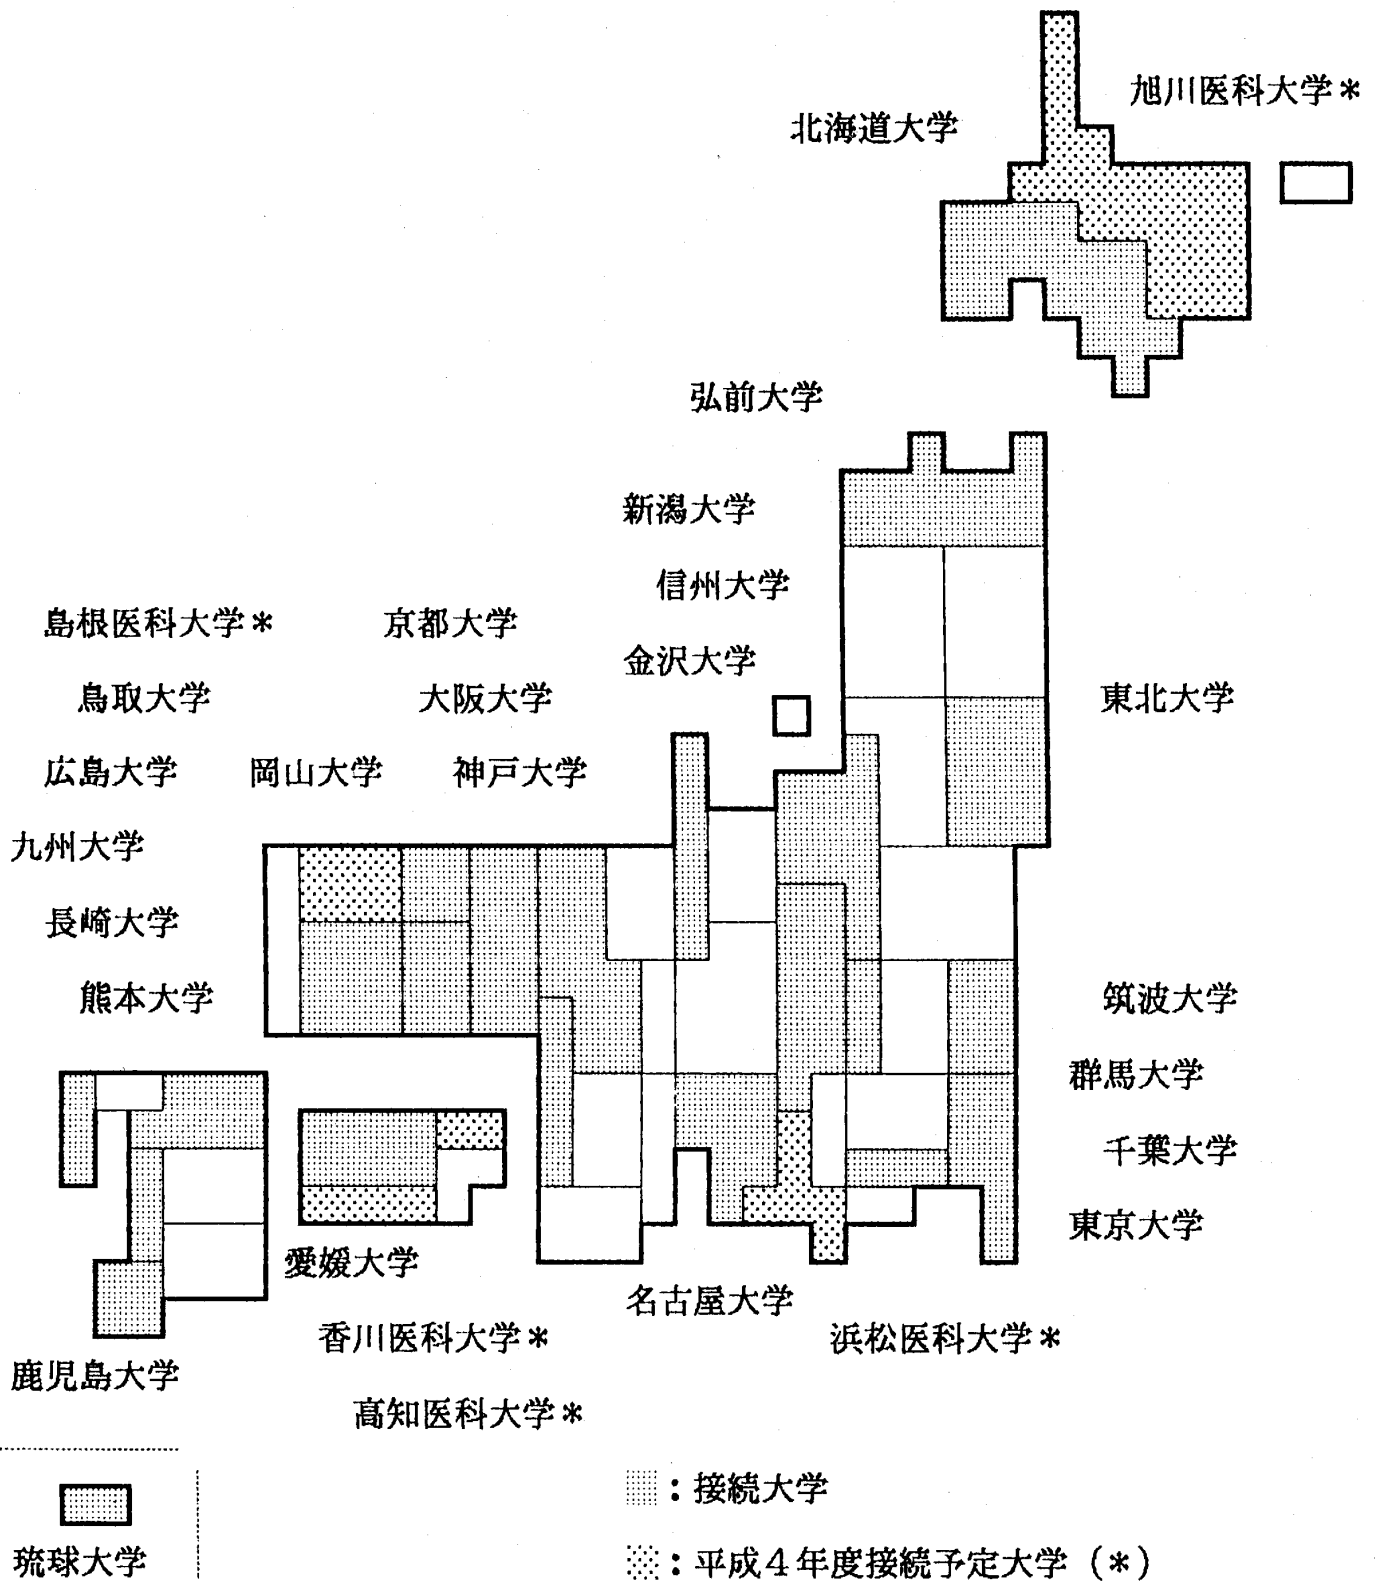 旭川医科大学＊
北海道大学
弘前大学
新潟大学
信州大学
島根医科大学＊
京都大学
金沢大学
鳥取大学
大阪大学
東北大学
広島大学
岡山大学
神戸大学
九州大学
長崎大学
熊本大学
筑波大学
群馬大学
千葉大学
東京大学
愛媛大学
名古屋大学
香川医科大学＊
浜松医科大学＊
鹿児島大学
高知医科大学＊
：接続大学
琉球大学
：平成４年度接続予定大学（＊）